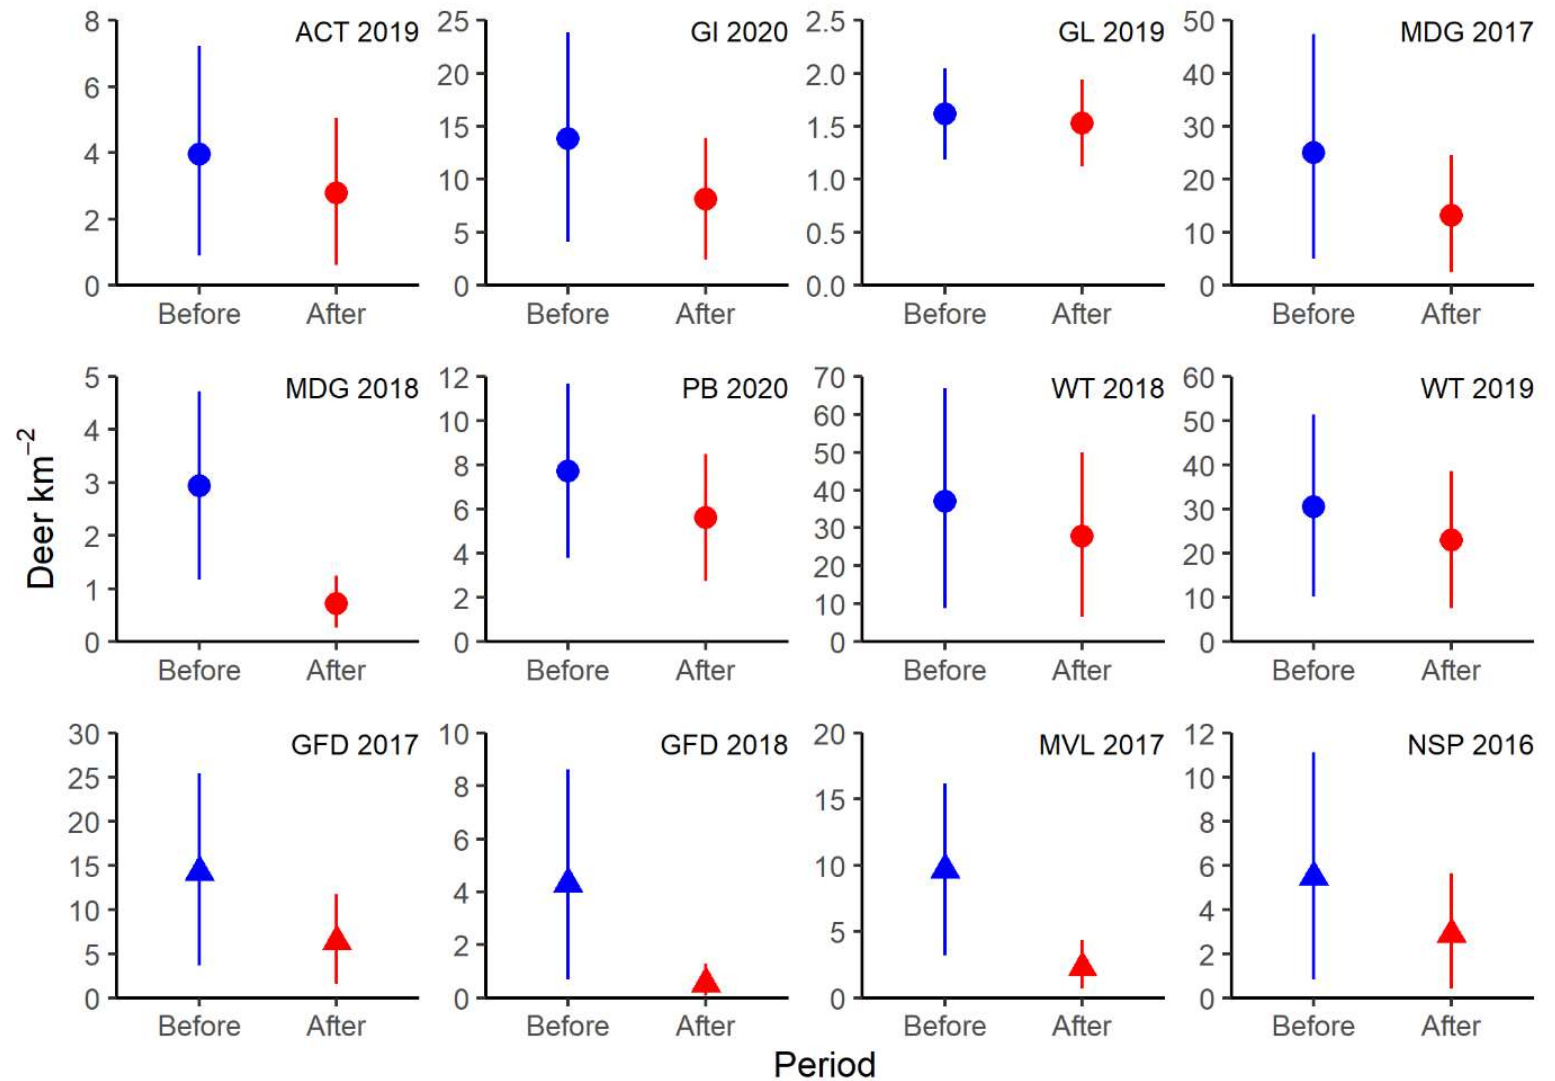 ACT 2019
8
6
4
2
0
Before After
GI 2020
25
20
15
10
5
0
Before After
GL 2019
2.5
2.0
1.5
1.0
0.5
0.0
Before After
MDG 2017
50
40
30
20
10
0
Before After
Deer km−2
MDG 2018
5
4
3
2
1
0
Before After
PB 2020
12
10
8
6
4
2
0
Before After
WT 2018
70
60
50
40
30
20
10
0
Before After
WT 2019
60
50
40
30
20
10
0
Before After
GFD 2017
30
25
20
15
10
5
0
Before After
GFD 2018
10
8
6
4
2
0
Before After
MVL 2017
20
15
10
5
0
Before After
NSP 2016
12
10
8
6
4
2
0
Before After
Period